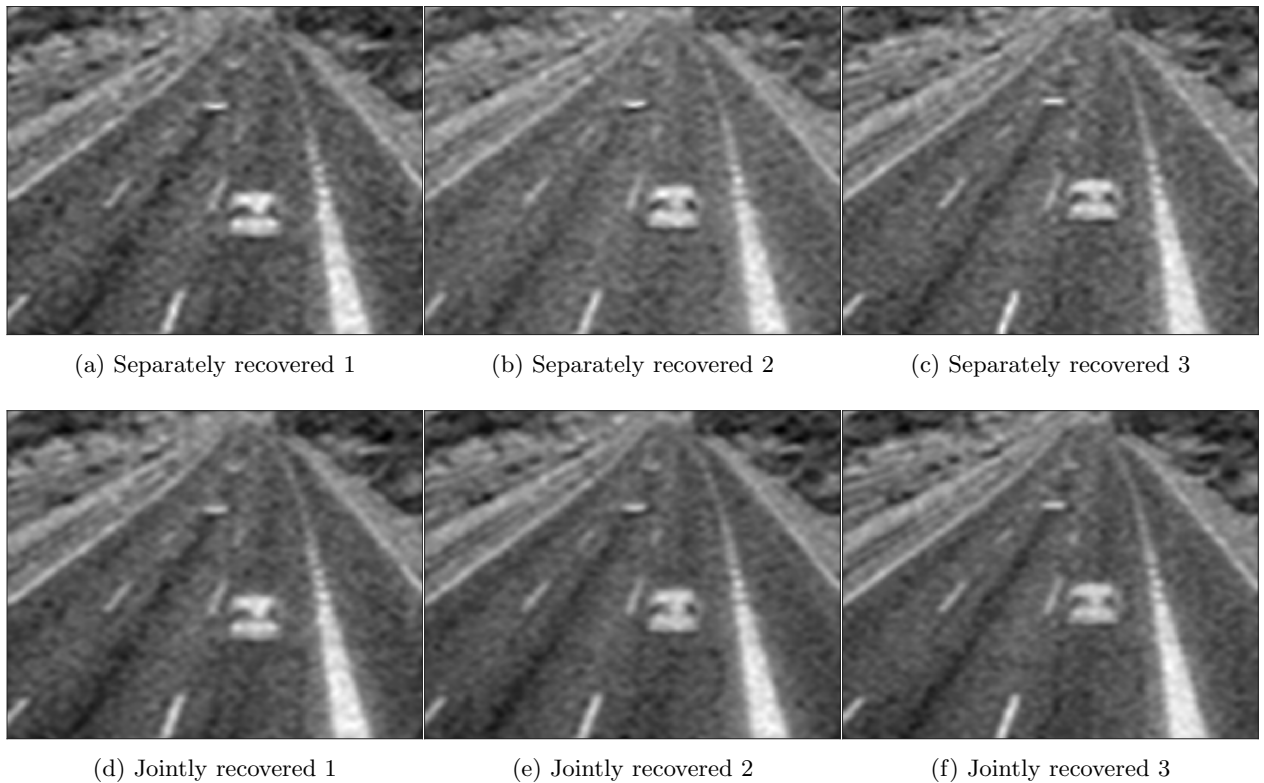 (a) Separately recovered 1
(b) Separately recovered 2
(c) Separately recovered 3
(d) Jointly recovered 1
(e) Jointly recovered 2
(f) Jointly recovered 3